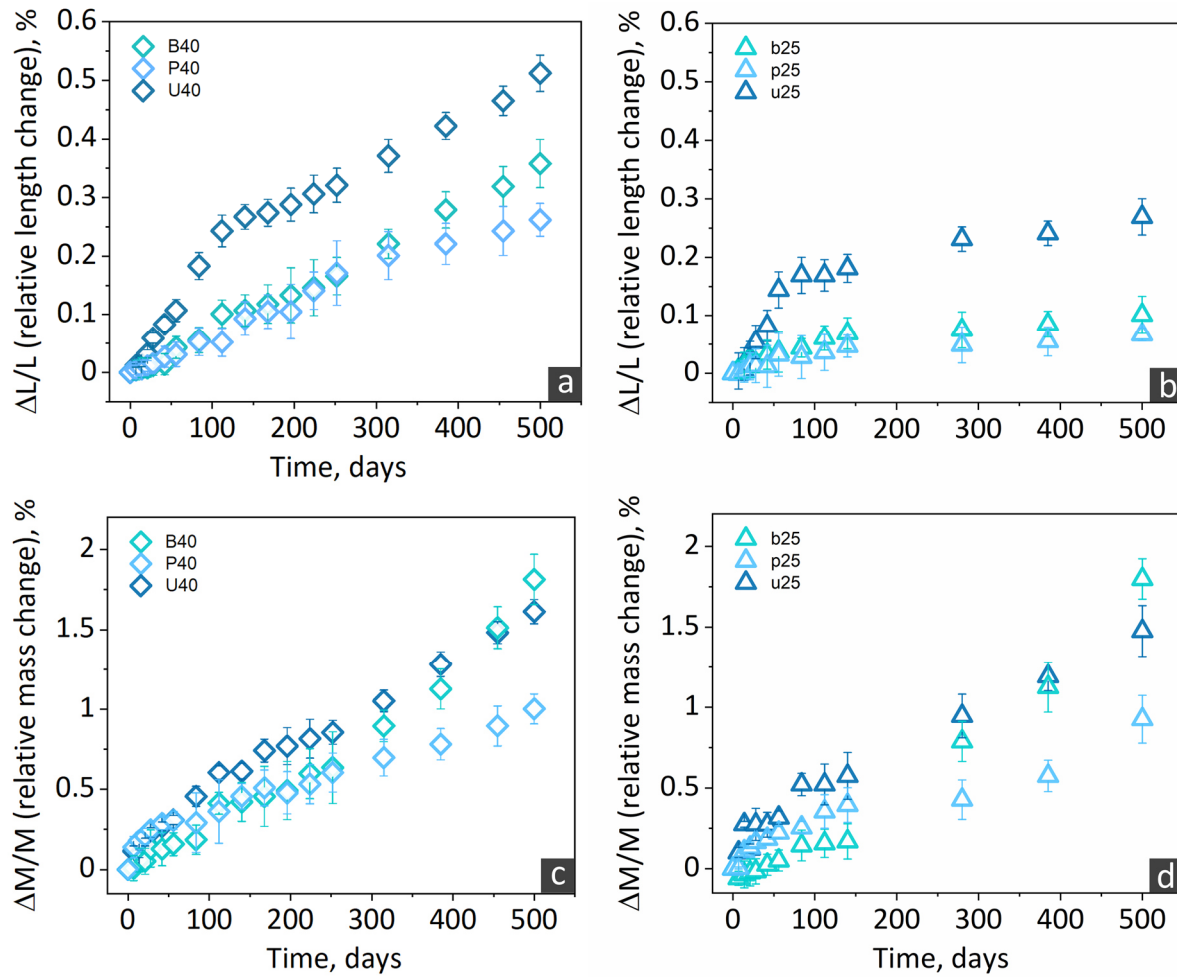 ΔL/L (relative length change), %
0.6
0.5
0.4
0.3
0.2
0.1
0
B40
P40
U40
a
0 100 200 300 400 500
Time, days
ΔL/L (relative length change), %
0.6
0.5
0.4
0.3
0.2
0.1
0
b25
p25
u25
b
0 100 200 300 400 500
ΔM/M (relative mass change), %
2
1.5
1
0.5
0
B40
P40
U40
c
0 50 100 150 200 250 300 350 400 450 500
Time, days
ΔM/M (relative mass change), %
2
1.5
1
0.5
0
b25
p25
u25
d
0 100 200 300 400 500
Time, days